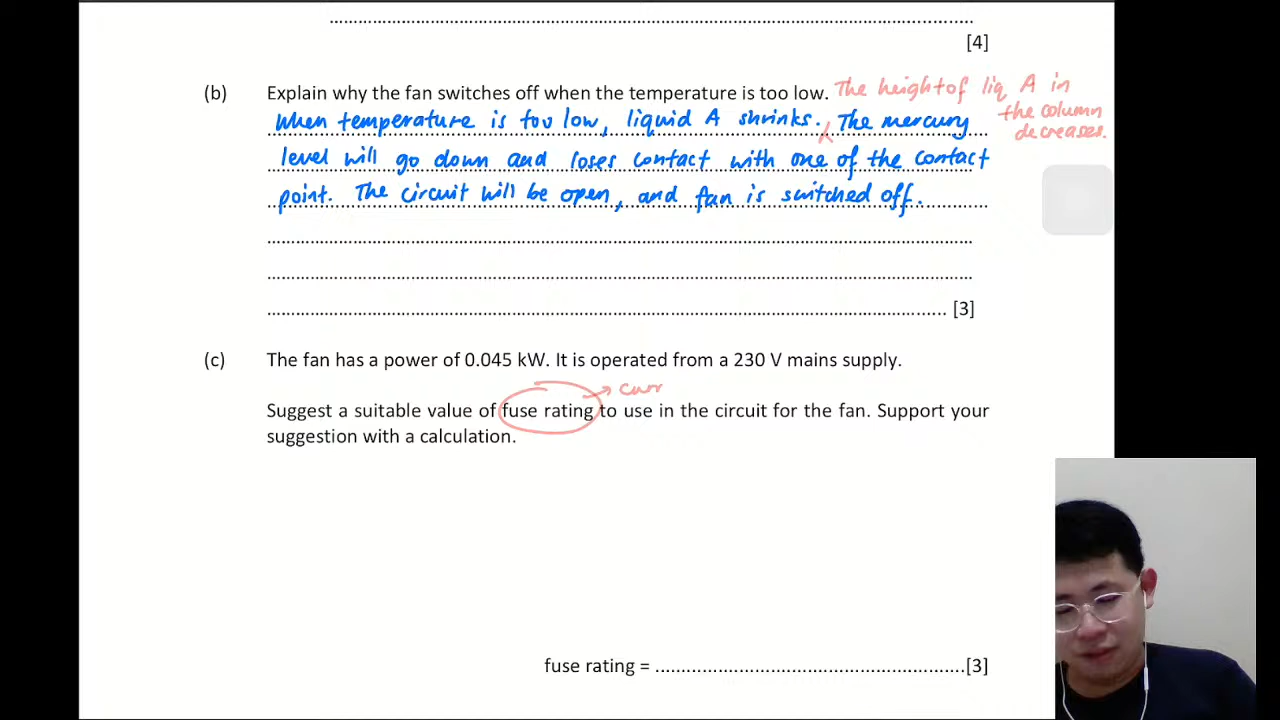 [4]
(b) Explain why the fan switches off when the temperature is too low. The height of liq A in
the column
decreases.
When temperature is too low, liquid A shrinks. The mercury
level will go down and loses contact with one of the contact
point. The circuit will be open, and fan is switched off.
[3]
(c) The fan has a power of 0.045 kW. It is operated from a 230 V mains supply.
curr
Suggest a suitable value of fuse rating to use in the circuit for the fan. Support your
suggestion with a calculation.
fuse rating = ..................................................................[3]